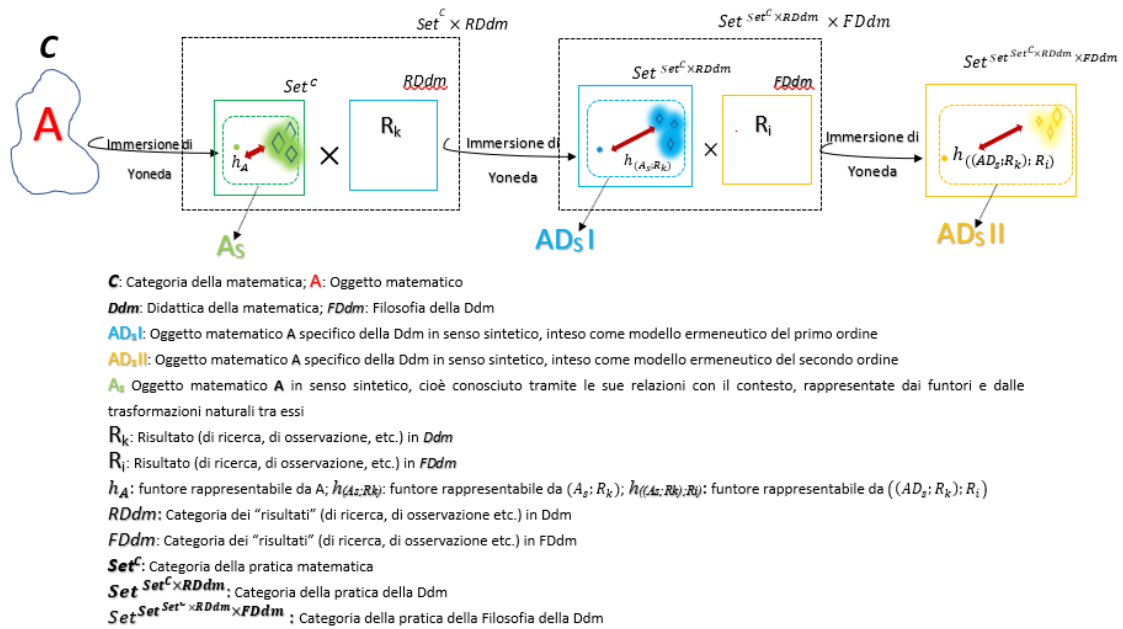 C
A
Immersione di
Yoneda
Set^C × RDdm
Set^C
h_A
×
RDdm
R_k
A_S
Immersione di
Yoneda
Set^{Set^C×RDdm} × FDdm
Set^{Set^C×RDdm}
h_{(A_s;R_k)}
×
FDdm
R_i
AD_S I
Immersione di
Yoneda
Set^{Set^{Set^C×RDdm}×FDdm}
h_{((AD_s;R_k);R_i)}
AD_S II
C: Categoria della matematica; A: Oggetto matematico
Ddm: Didattica della matematica; FDdm: Filosofia della Ddm
AD_SI: Oggetto matematico A specifico della Ddm in senso sintetico, inteso come modello ermeneutico del primo ordine
AD_SII: Oggetto matematico A specifico della Ddm in senso sintetico, inteso come modello ermeneutico del secondo ordine
A_s Oggetto matematico A in senso sintetico, cioè conosciuto tramite le sue relazioni con il contesto, rappresentate dai funtori e dalle
trasformazioni naturali tra essi
R_k: Risultato (di ricerca, di osservazione, etc.) in Ddm
R_i: Risultato (di ricerca, di osservazione, etc.) in FDdm
h_A: funtore rappresentabile da A; h_{(As;Rk)}: funtore rappresentabile da (A_s; R_k); h_{((As;Rk);Ri)}: funtore rappresentabile da ((AD_s; R_k); R_i)
RDdm: Categoria dei "risultati" (di ricerca, di osservazione etc.) in Ddm
FDdm: Categoria dei "risultati" (di ricerca, di osservazione etc.) in FDdm
Set^C: Categoria della pratica matematica
Set^{Set^C×RDdm}: Categoria della pratica della Ddm
Set^{Set^{Set^C×RDdm}×FDdm} : Categoria della pratica della Filosofia della Ddm